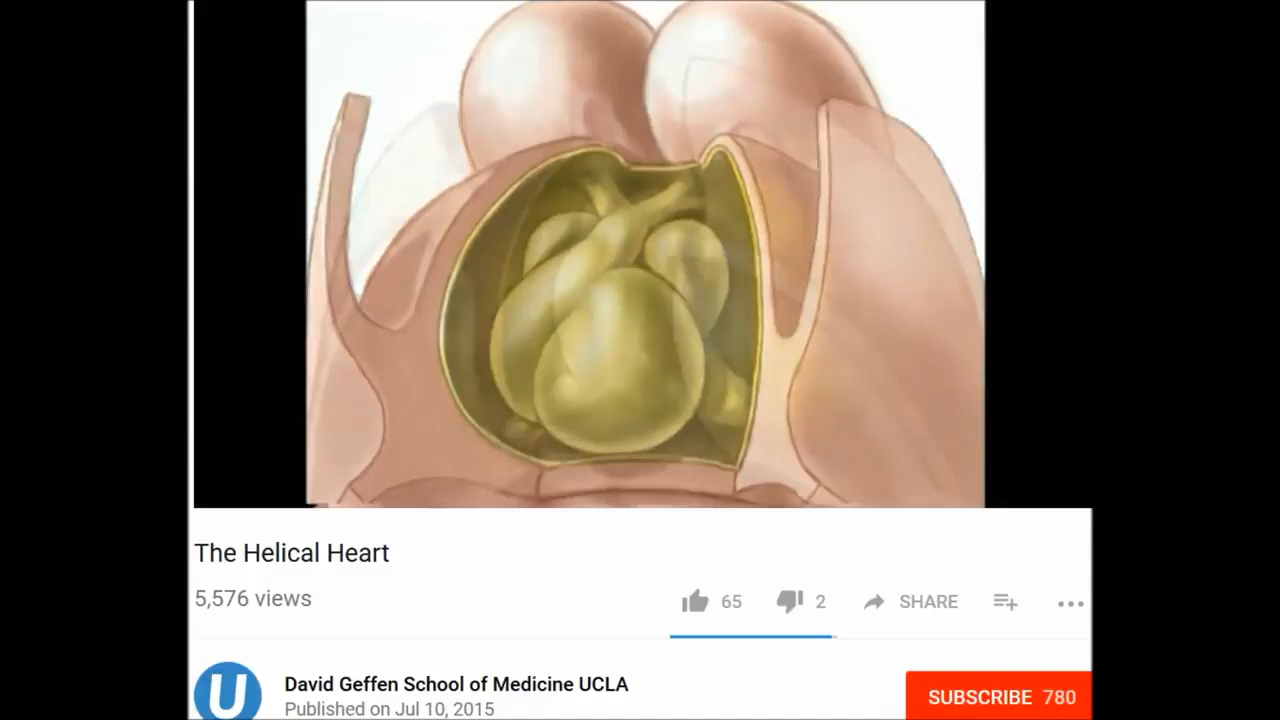 The Helical Heart
5,576 views
65 2 SHARE
U David Geffen School of Medicine UCLA
Published on Jul 10, 2015
SUBSCRIBE 780